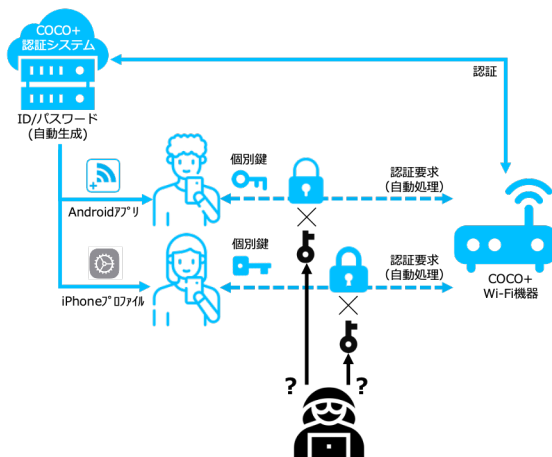 COCO+
認証システム
認証
ID/パスワード
(自動生成)
個別鍵
認証要求
(自動処理)
Androidｱﾌﾟﾘ
個別鍵
認証要求
(自動処理)
iPhoneﾌﾟﾛﾌｧｲﾙ
COCO+
Wi-Fi機器
?
?